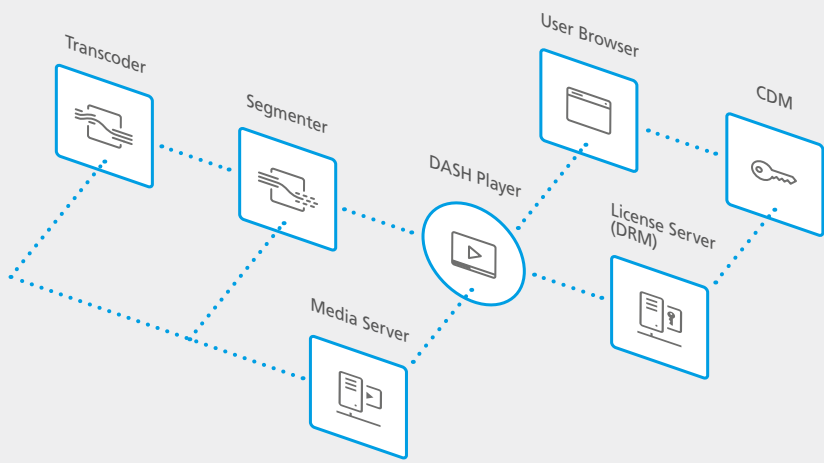 Transcoder
Segmenter
DASH Player
User Browser
CDM
License Server
(DRM)
Media Server